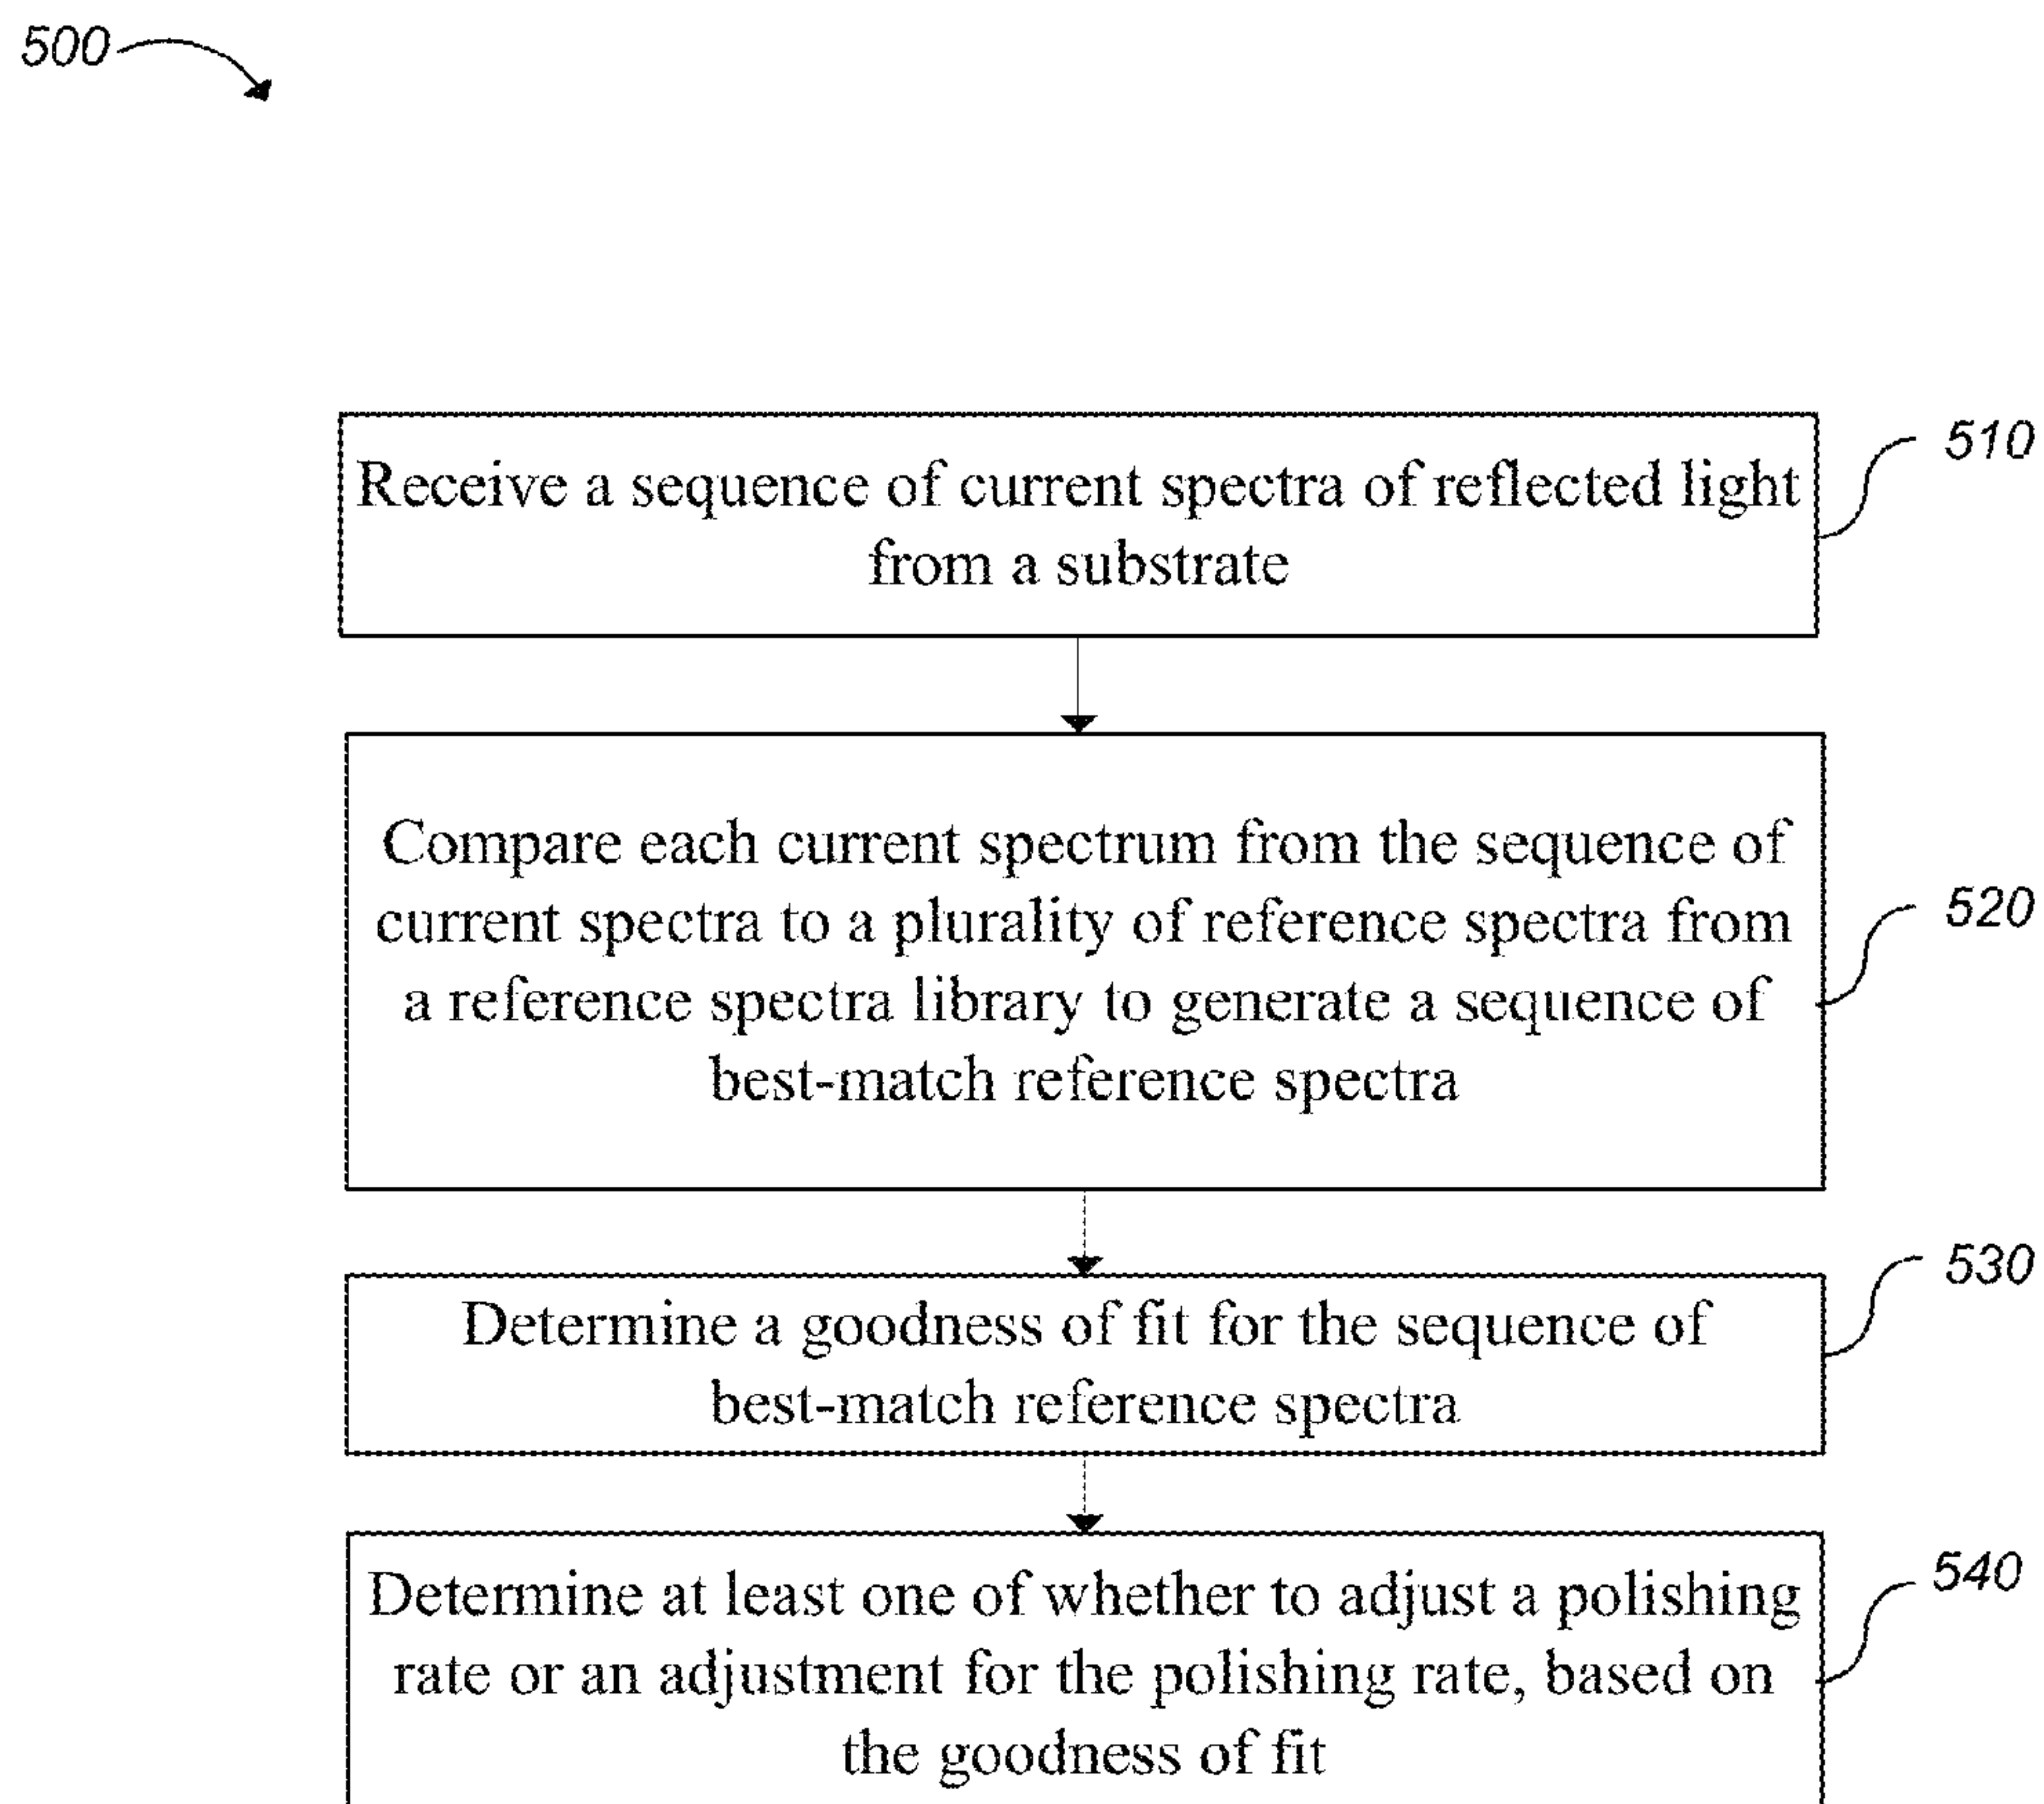 500
Receive a sequence of current spectra of reflected light
from a substrate
510
Compare each current spectrum from the sequence of
current spectra to a plurality of reference spectra from
a reference spectra library to generate a sequence of
best-match reference spectra
520
Determine a goodness of fit for the sequence of
best-match reference spectra
530
Determine at least one of whether to adjust a polishing
rate or an adjustment for the polishing rate, based on
the goodness of fit
540